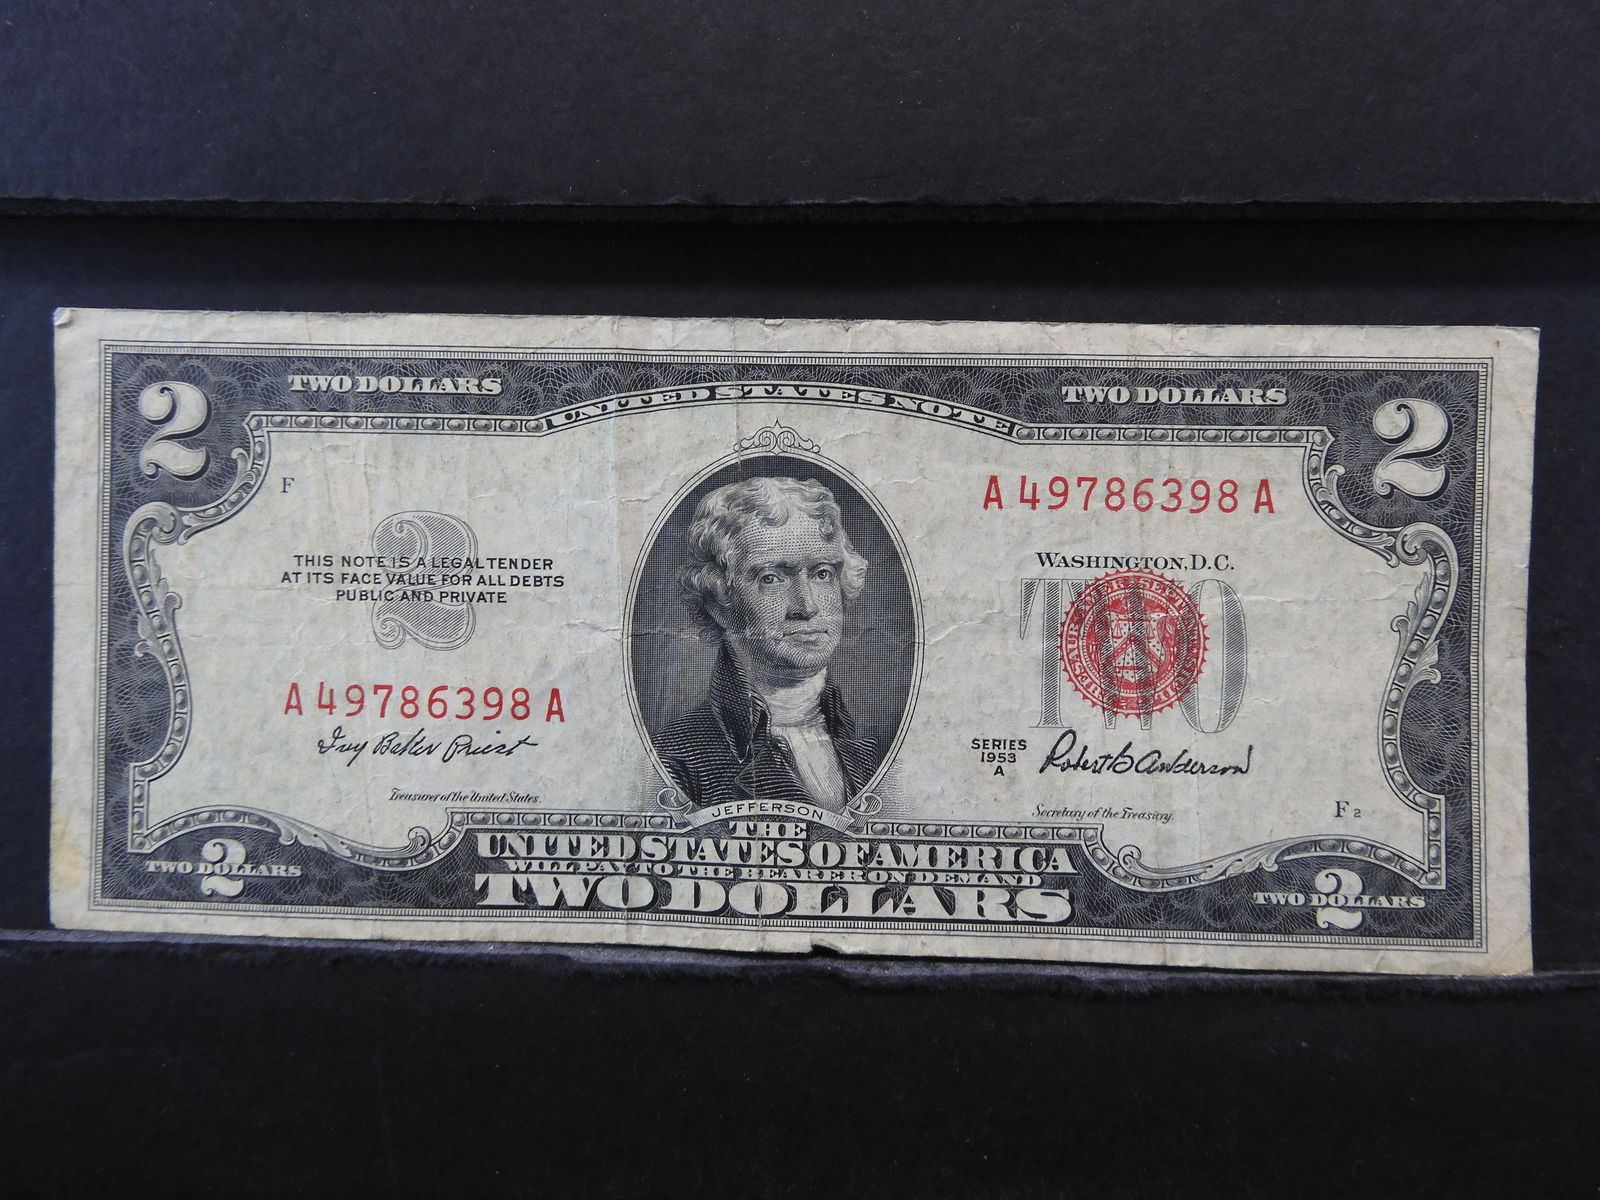 2
TWO DOLLARS
UNITED STATES NOTE
TWO DOLLARS
2
F
A 49786398 A
2
THIS NOTE IS A LEGAL TENDER
AT ITS FACE VALUE FOR ALL DEBTS
PUBLIC AND PRIVATE
WASHINGTON, D.C.
TWO
A 49786398 A
Ivy Baker Priest
Treasurer of the United States.
SERIES
1953
A
Robert B Anderson
Secretary of the Treasury.
F 2
JEFFERSON
THE
UNITED STATES OF AMERICA
WILL PAY TO THE BEARER ON DEMAND
TWO DOLLARS
TWO DOLLARS
2
TWO DOLLARS
2